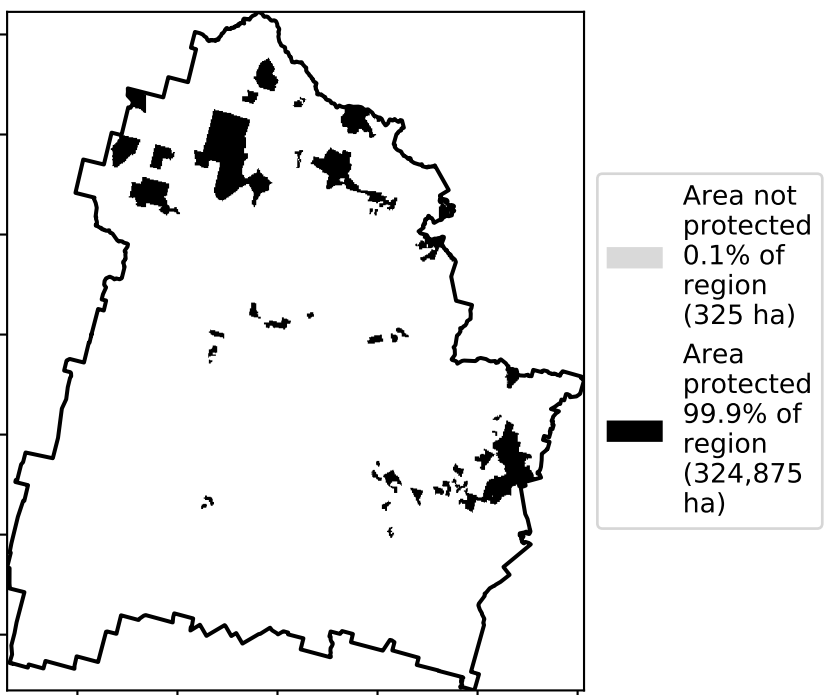 Area not
protected
0.1% of
region
(325 ha)
Area
protected
99.9% of
region
(324,875
ha)